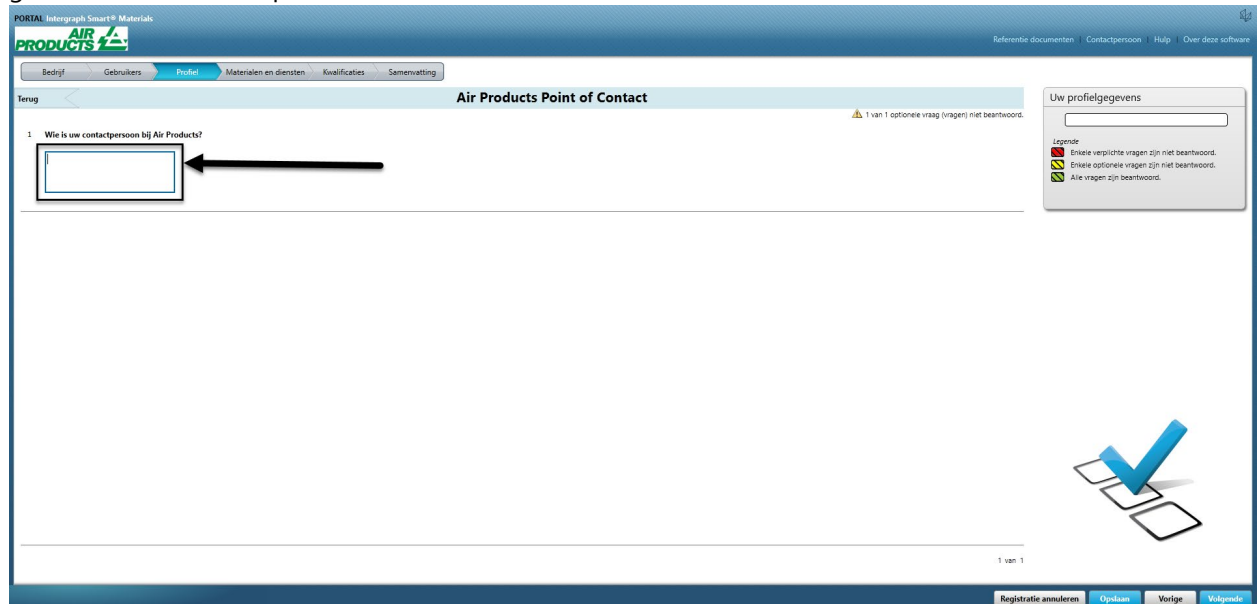 PORTAL Intergraph Smart® Materials
AIR
PRODUCTS
Referentie documenten | Contactpersoon | Hulp | Over deze software
Bedrijf Gebruikers Profiel Materialen en diensten Kwalificaties Samenvatting
Terug
Air Products Point of Contact
1 van 1 optionele vraag (vragen) niet beantwoord.
1 Wie is uw contactpersoon bij Air Products?
Uw profielgegevens
Legende
Enkele verplichte vragen zijn niet beantwoord.
Enkele optionele vragen zijn niet beantwoord.
Alle vragen zijn beantwoord.
1 van 1
Registratie annuleren Opslaan Vorige Volgende